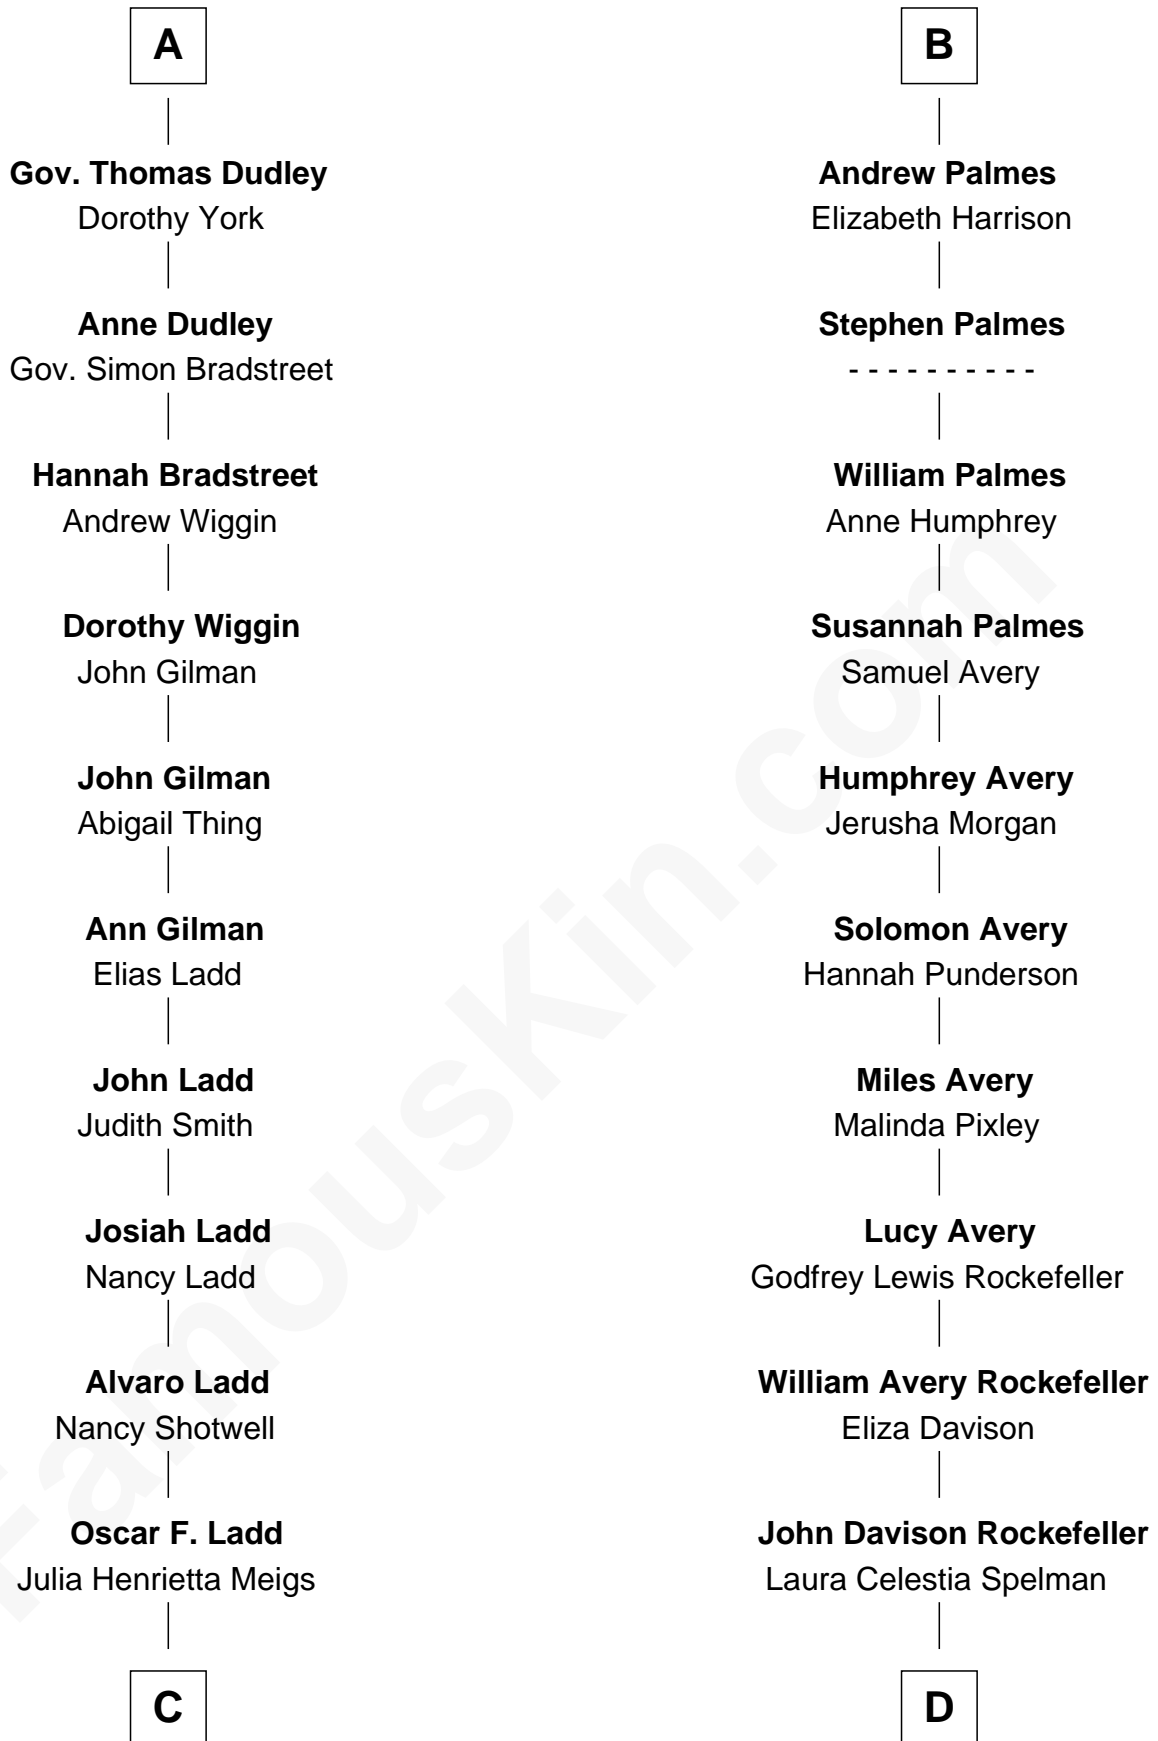 A
Gov. Thomas Dudley
Dorothy York
Anne Dudley
Gov. Simon Bradstreet
Hannah Bradstreet
Andrew Wiggin
Dorothy Wiggin
John Gilman
John Gilman
Abigail Thing
Ann Gilman
Elias Ladd
John Ladd
Judith Smith
Josiah Ladd
Nancy Ladd
Alvaro Ladd
Nancy Shotwell
Oscar F. Ladd
Julia Henrietta Meigs
C
B
Andrew Palmes
Elizabeth Harrison
Stephen Palmes
- - - - - - - - - -
William Palmes
Anne Humphrey
Susannah Palmes
Samuel Avery
Humphrey Avery
Jerusha Morgan
Solomon Avery
Hannah Punderson
Miles Avery
Malinda Pixley
Lucy Avery
Godfrey Lewis Rockefeller
William Avery Rockefeller
Eliza Davison
John Davison Rockefeller
Laura Celestia Spelman
D
FamousKin.com